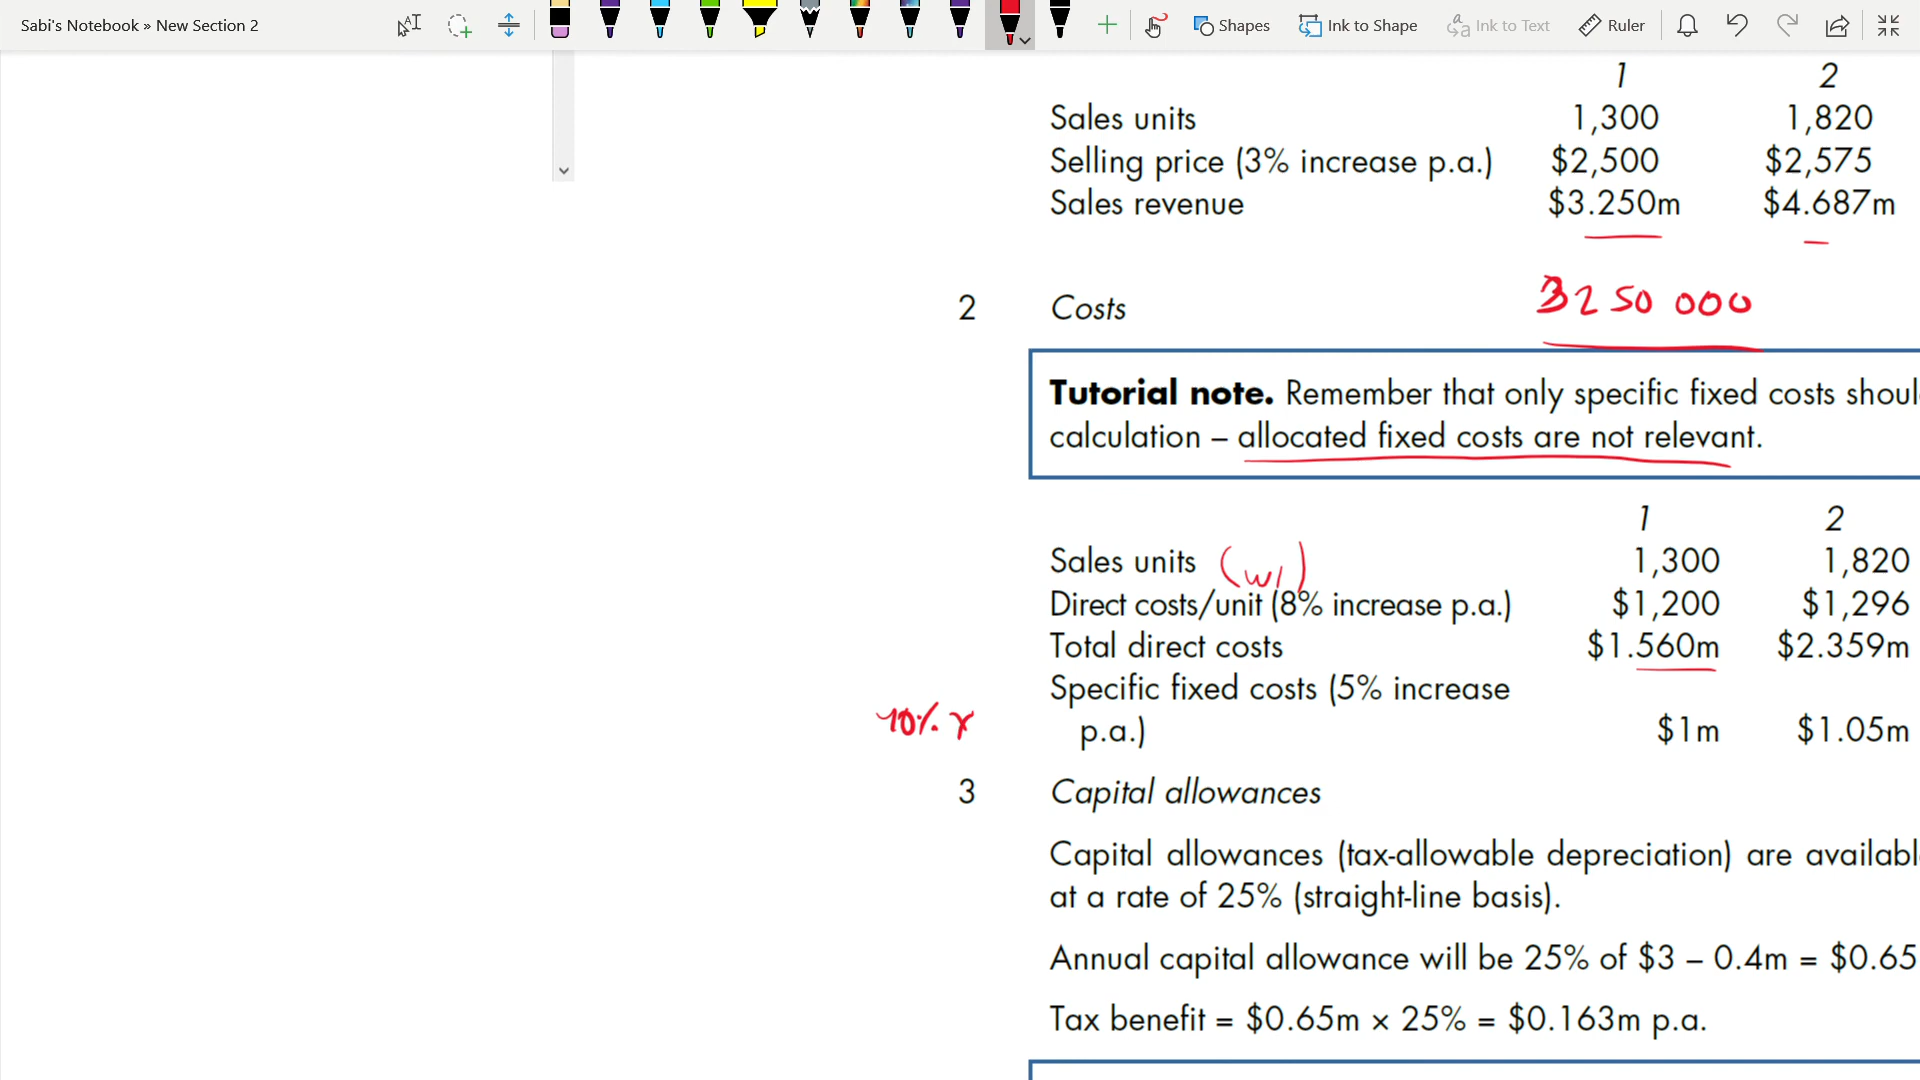 Sabi's Notebook » New Section 2
Shapes
Ink to Shape
Ink to Text
Ruler
1 2
Sales units 1,300 1,820
Selling price (3% increase p.a.) $2,500 $2,575
Sales revenue $3.250m $4.687m
3250 000
2 Costs
Tutorial note. Remember that only specific fixed costs shoul
calculation – allocated fixed costs are not relevant.
1 2
Sales units (W1) 1,300 1,820
Direct costs/unit (8% increase p.a.) $1,200 $1,296
Total direct costs $1.560m $2.359m
Specific fixed costs (5% increase
10% x p.a.) $1m $1.05m
3 Capital allowances
Capital allowances (tax-allowable depreciation) are availabl
at a rate of 25% (straight-line basis).
Annual capital allowance will be 25% of $3 – 0.4m = $0.65
Tax benefit = $0.65m × 25% = $0.163m p.a.